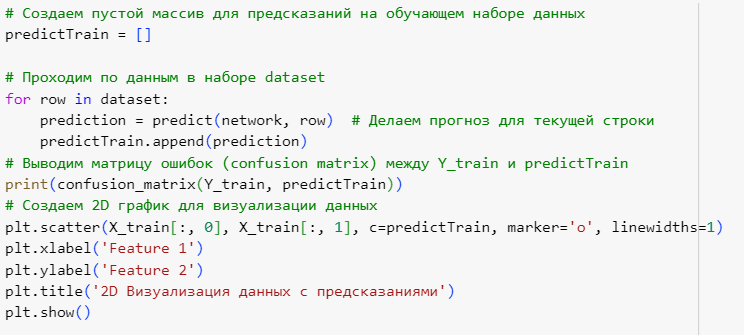 # Создаем пустой массив для предсказаний на обучающем наборе данных
predictTrain = []
# Проходим по данным в наборе dataset
for row in dataset:
    prediction = predict(network, row)  # Делаем прогноз для текущей строки
    predictTrain.append(prediction)
# Выводим матрицу ошибок (confusion matrix) между Y_train и predictTrain
print(confusion_matrix(Y_train, predictTrain))
# Создаем 2D график для визуализации данных
plt.scatter(X_train[:, 0], X_train[:, 1], c=predictTrain, marker='o', linewidths=1)
plt.xlabel('Feature 1')
plt.ylabel('Feature 2')
plt.title('2D Визуализация данных с предсказаниями')
plt.show()